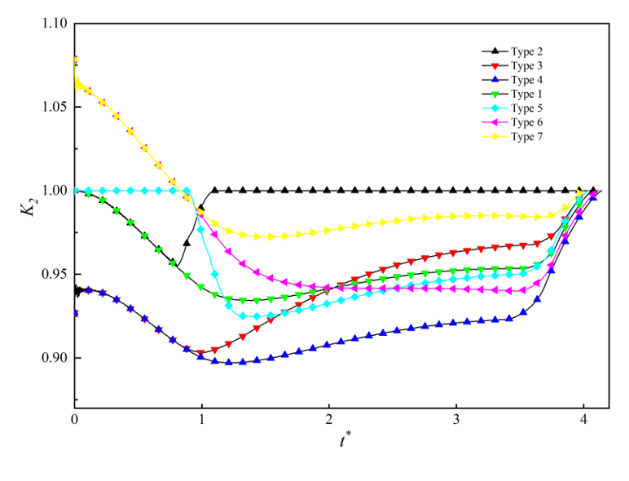 1.10
1.05
1.00
0.95
0.90
K2
0
1
2
3
4
t*
Type 2
Type 3
Type 4
Type 1
Type 5
Type 6
Type 7